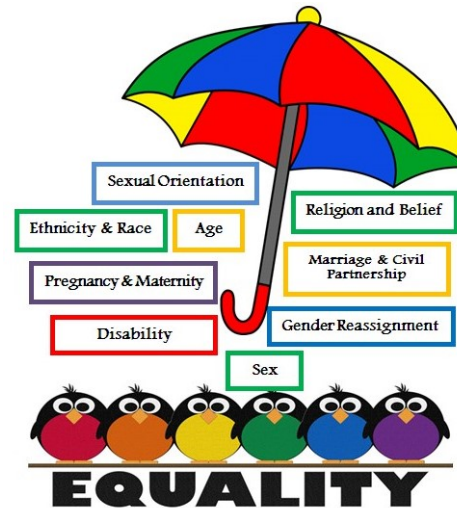 Sexual Orientation
Religion and Belief
Ethnicity & Race
Age
Marriage & Civil
Partnership
Pregnancy & Maternity
Disability
Gender Reassignment
Sex
EQUALITY